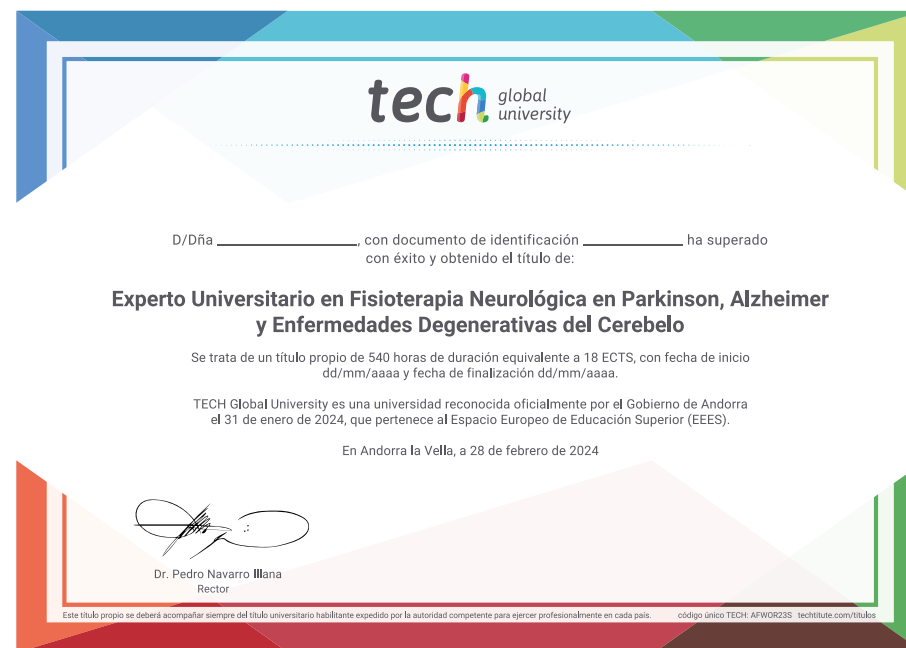 tech global
university
D/Dña ____________________, con documento de identificación ______________ ha superado
con éxito y obtenido el título de:
Experto Universitario en Fisioterapia Neurológica en Parkinson, Alzheimer
y Enfermedades Degenerativas del Cerebelo
Se trata de un título propio de 540 horas de duración equivalente a 18 ECTS, con fecha de inicio
dd/mm/aaaa y fecha de finalización dd/mm/aaaa.
TECH Global University es una universidad reconocida oficialmente por el Gobierno de Andorra
el 31 de enero de 2024, que pertenece al Espacio Europeo de Educación Superior (EEES).
En Andorra la Vella, a 28 de febrero de 2024
Dr. Pedro Navarro Illana
Rector
Este título propio se deberá acompañar siempre del título universitario habilitante expedido por la autoridad competente para ejercer profesionalmente en cada país. código único TECH: AFWOR23S techtitute.com/titulos